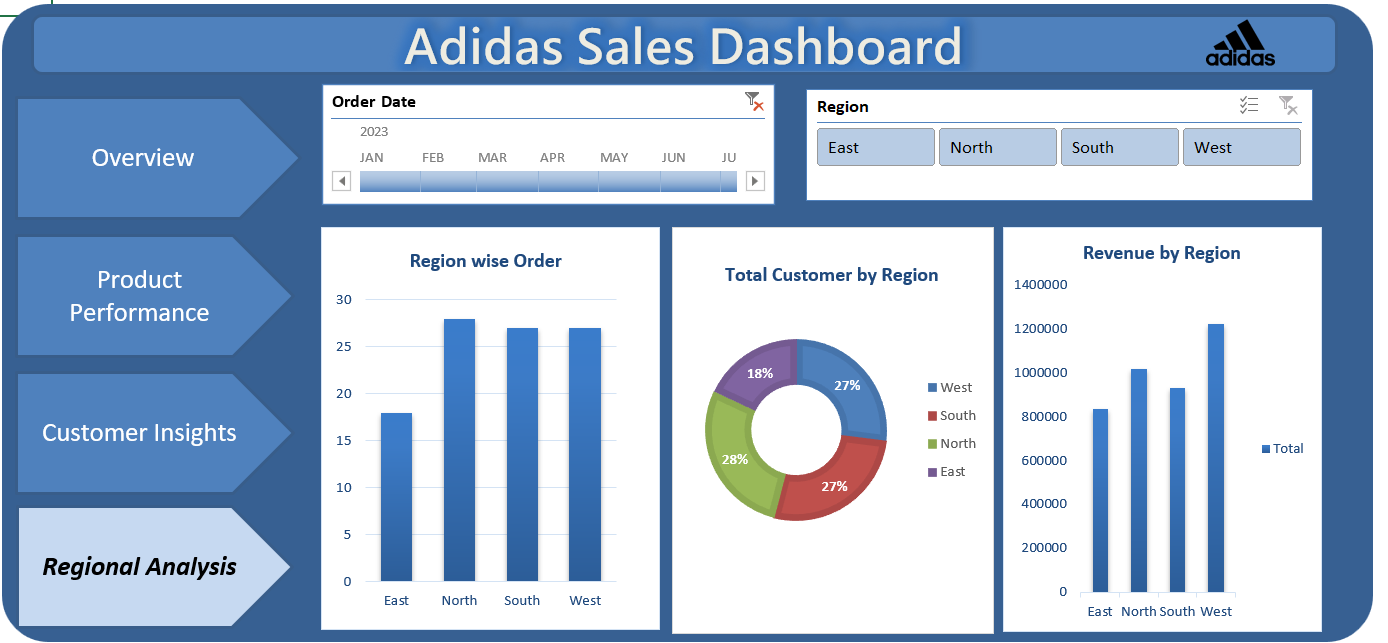 Adidas Sales Dashboard
adidas
Overview
Product
Performance
Customer Insights
Regional Analysis
Order Date
2023
JAN FEB MAR APR MAY JUN JU
Region
East North South West
Region wise Order
30
25
20
15
10
5
0
East North South West
Total Customer by Region
18%
27%
28%
27%
West
South
North
East
Revenue by Region
1400000
1200000
1000000
800000
600000
400000
200000
0
East North South West
Total